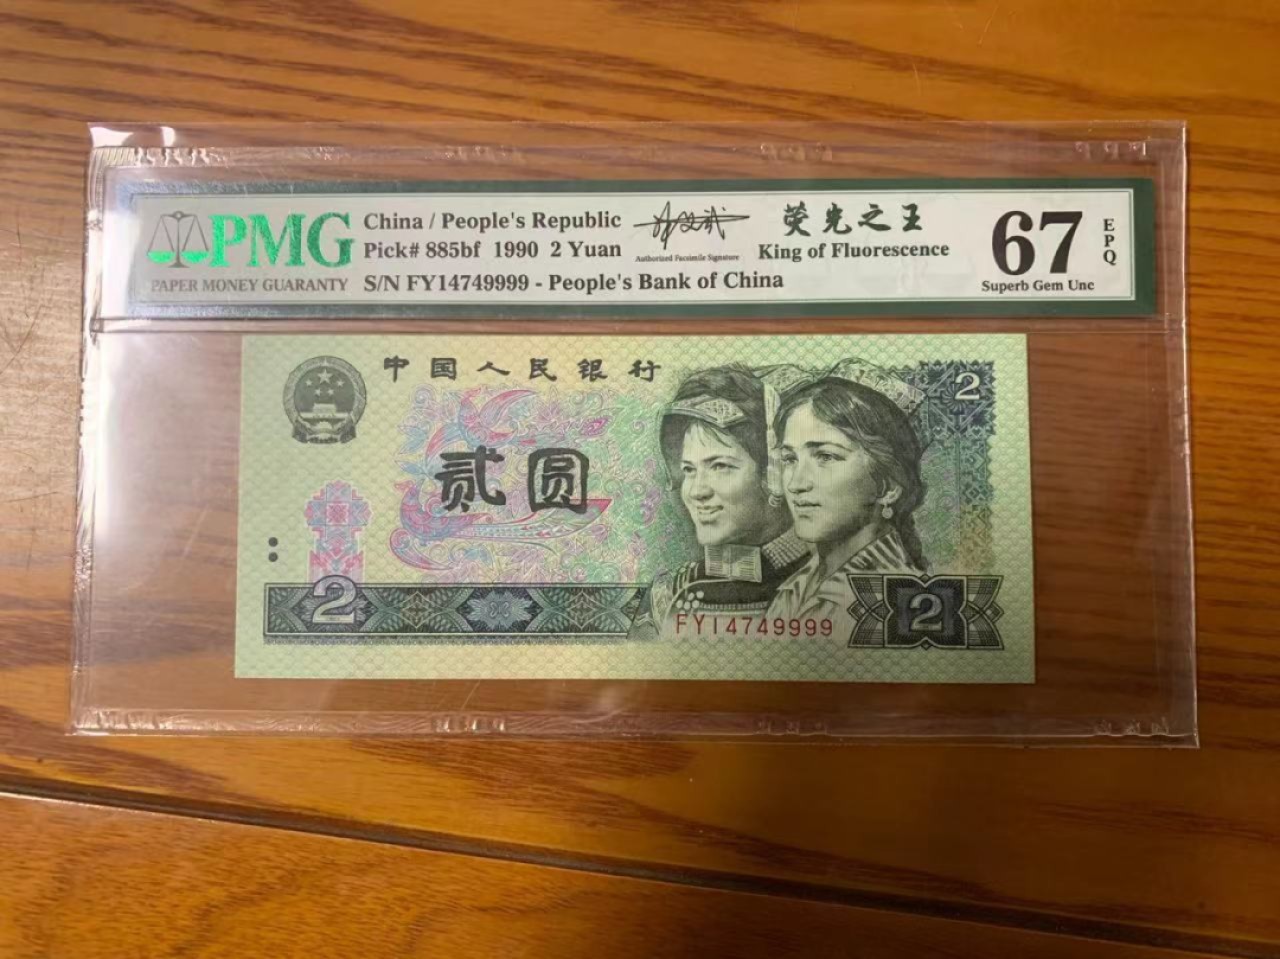 PMG
PAPER MONEY GUARANTY
China / People's Republic
Pick# 885bf 1990 2 Yuan
S/N FY14749999 - People's Bank of China
Authorized Facsimile Signature
荧光之王
King of Fluorescence
67
EPQ
Superb Gem Unc
中国人民银行
2
贰圆
2
FY14749999
2